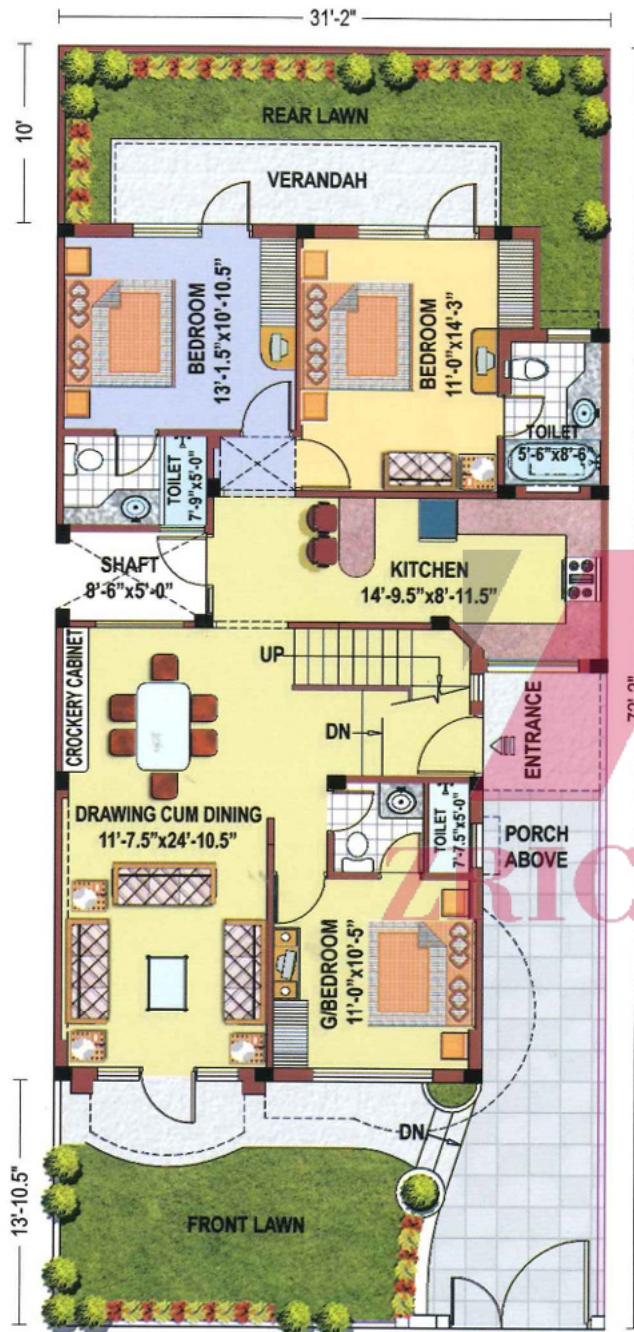 31'-2"
10'
REAR LAWN
VERANDAH
BEDROOM
13'-1.5"x10'-10.5"
BEDROOM
11'-0"x14'-3"
TOILET
5'-6"x8'-6"
TOILET
7'-9"x5'-0"
SHAFT
8'-6"x5'-0"
KITCHEN
14'-9.5"x8'-11.5"
CROCKERY CABINET
UP
DN
ENTRANCE
DRAWING CUM DINING
11'-7.5"x24'-10.5"
TOILET
7'-7.5"x5'-0"
PORCH
ABOVE
ZRIC
G/BEDROOM
11'-0"x10'-5"
DN
13'-10.5"
FRONT LAWN